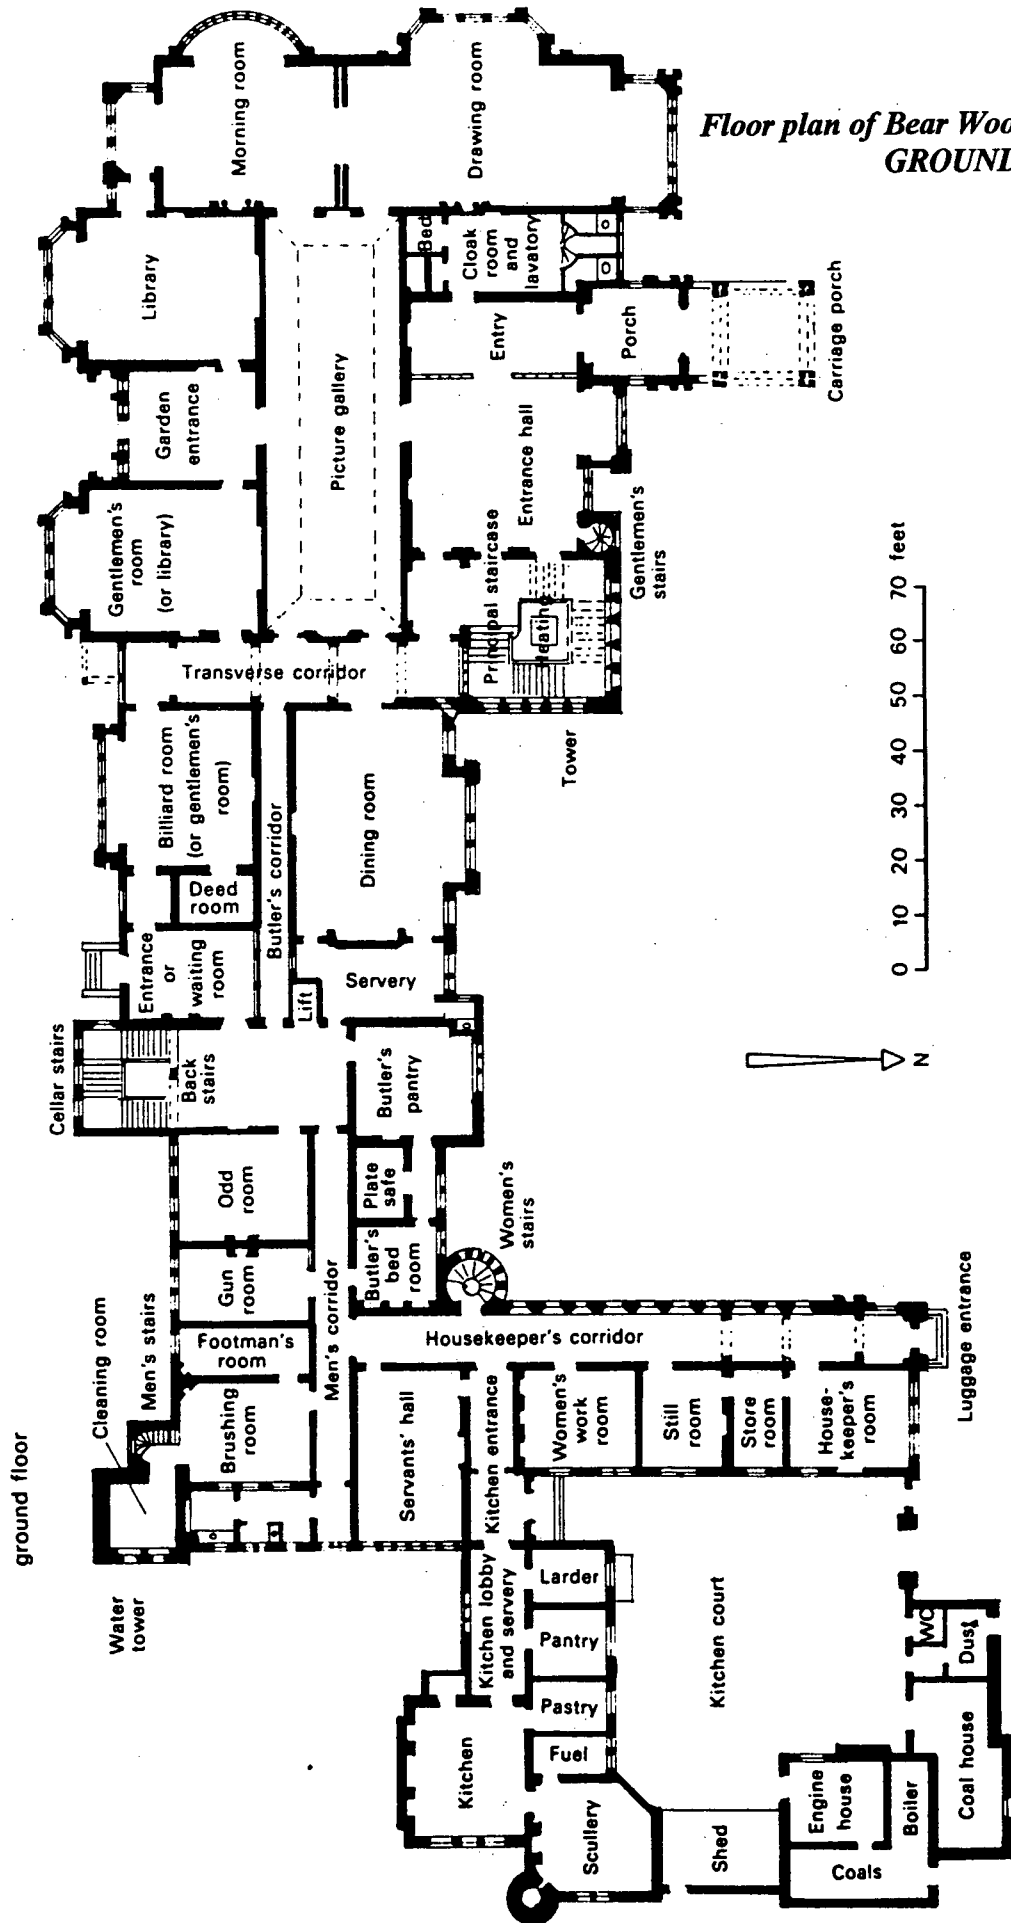 Floor plan of Bear Woo
GROUND
ground floor
Morning room
Drawing room
Library
Bed
Cloak
room
and
lavatory
Garden
entrance
Picture gallery
Entry
Porch
Carriage porch
Gentlemen's
room
(or library)
Entrance hall
Principal staircase
Heating
Gentlemen's
stairs
Transverse corridor
Tower
Billiard room
(or gentlemen's
room)
Deed
room
Butler's corridor
Dining room
Entrance
or
waiting
room
Lift
Servery
Cellar stairs
Back
stairs
Butler's
pantry
Odd
room
Plate
safe
Women's
stairs
Gun
room
Butler's
bed
room
Men's stairs
Footman's
room
Men's corridor
Housekeeper's corridor
Luggage entrance
Cleaning room
Brushing
room
Servants' hall
Kitchen entrance
Women's
work
room
Still
room
Store
room
House-
keeper's
room
Water
tower
Kitchen lobby
and servery
Larder
Pantry
Pastry
Fuel
Kitchen
Scullery
Kitchen court
WC
Dust
Coal house
Engine
house
Boiler
Shed
Coals
0 10 20 30 40 50 60 70 feet
N